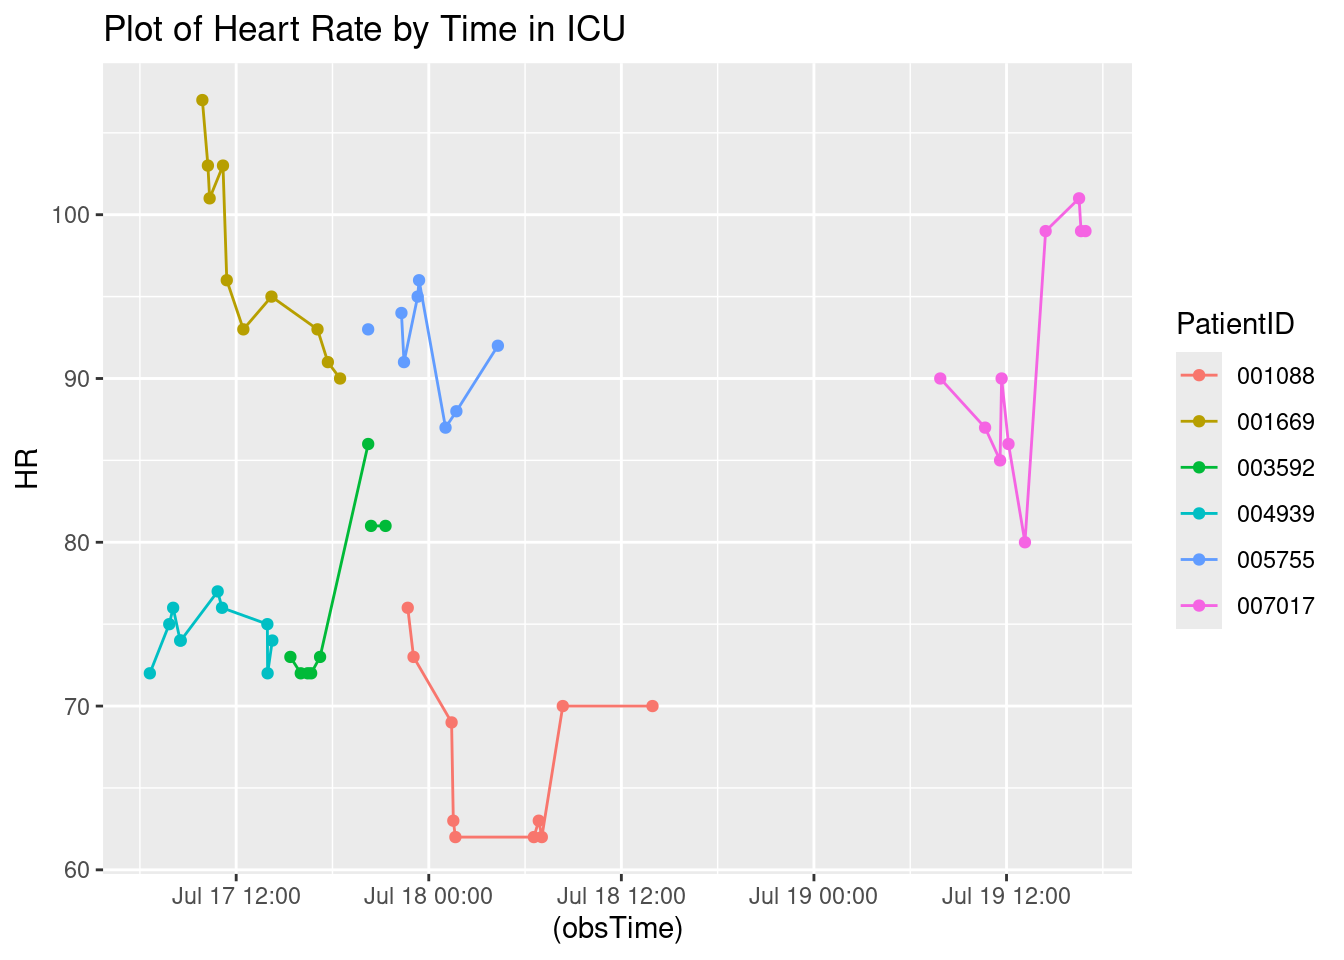 Plot of Heart Rate by Time in ICU
HR
100
90
80
70
60
Jul 17 12:00
Jul 18 00:00
Jul 18 12:00
Jul 19 00:00
Jul 19 12:00
(obsTime)
PatientID
001088
001669
003592
004939
005755
007017